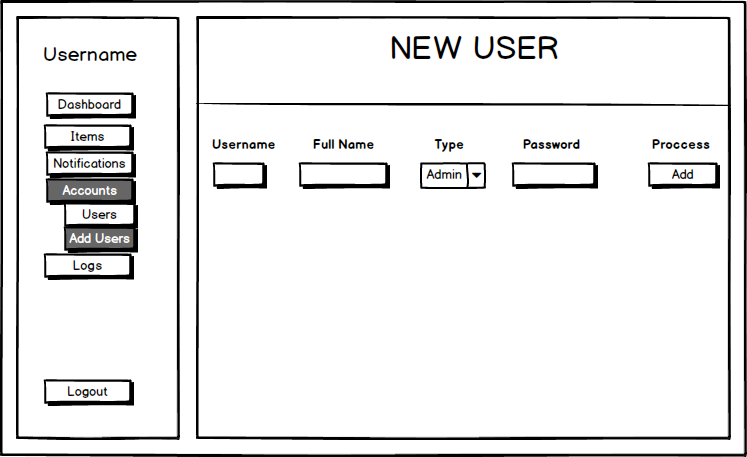 Username
Dashboard
Items
Notifications
Accounts
Users
Add Users
Logs
Logout
NEW USER
Username Full Name Type Password Proccess
Admin Add